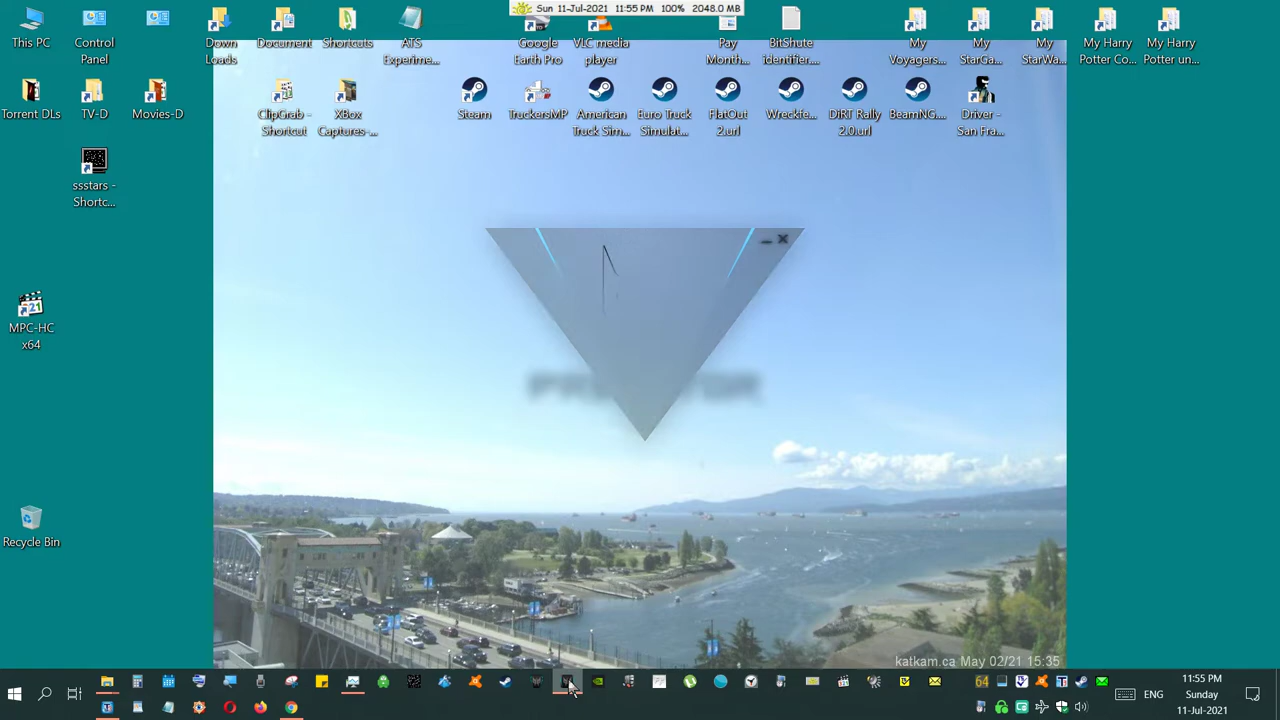 Sun 11-Jul-2021 11:55 PM 100% 2048.0 MB
This PC
Control Panel
Down Loads
Document
Shortcuts
ATS Experime...
Google Earth Pro
VLC media player
Pay Month...
BitShute identifier....
My Voyagers...
My StarGa...
My StarWa...
My Harry Potter Co...
My Harry Potter un...
Torrent DLs
TV-D
Movies-D
ClipGrab - Shortcut
XBox Captures-...
Steam
TruckersMP
American Truck Sim...
Euro Truck Simulat...
FlatOut 2.url
Wreckfe...
DiRT Rally 2.0.url
BeamNG....
Driver - San Fra...
ssstars - Shortc...
MPC-HC x64
Recycle Bin
katkam.ca May 02/21 15:35
64
ENG
11:55 PM
Sunday
11-Jul-2021